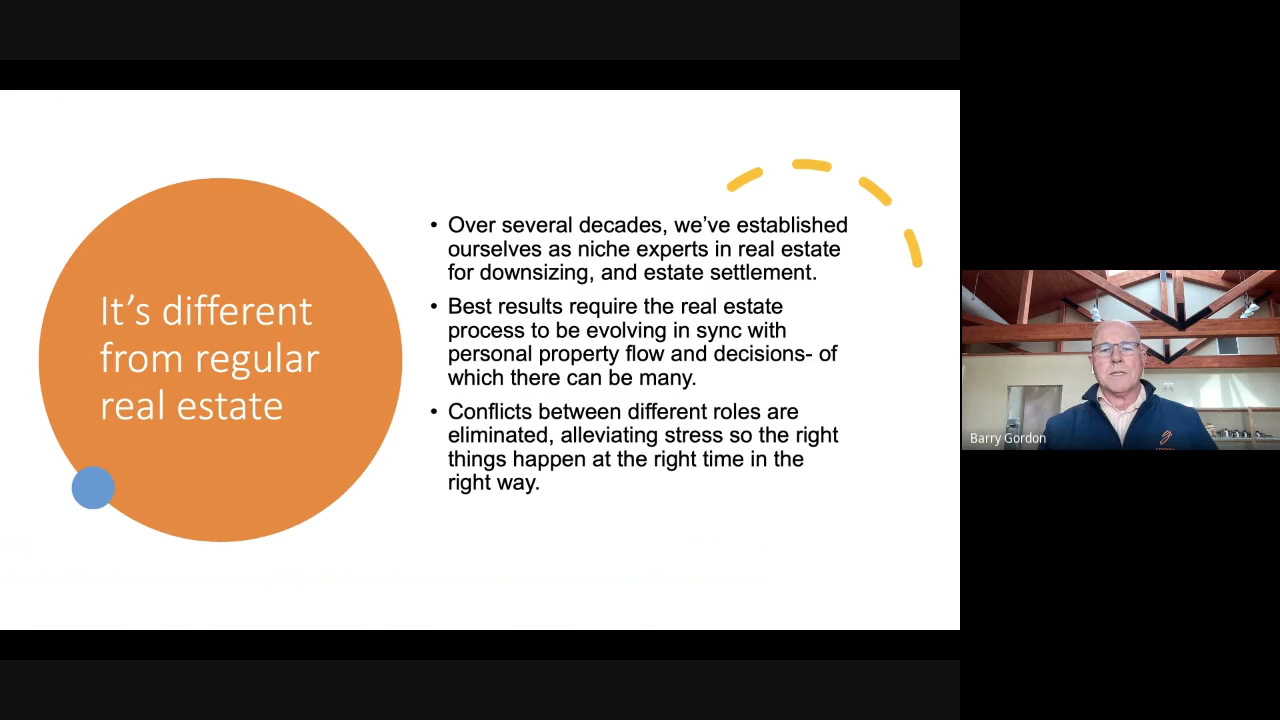 It’s different
from regular
real estate
• Over several decades, we’ve established
ourselves as niche experts in real estate
for downsizing, and estate settlement.
• Best results require the real estate
process to be evolving in sync with
personal property flow and decisions- of
which there can be many.
• Conflicts between different roles are
eliminated, alleviating stress so the right
things happen at the right time in the
right way.
Barry Gordon